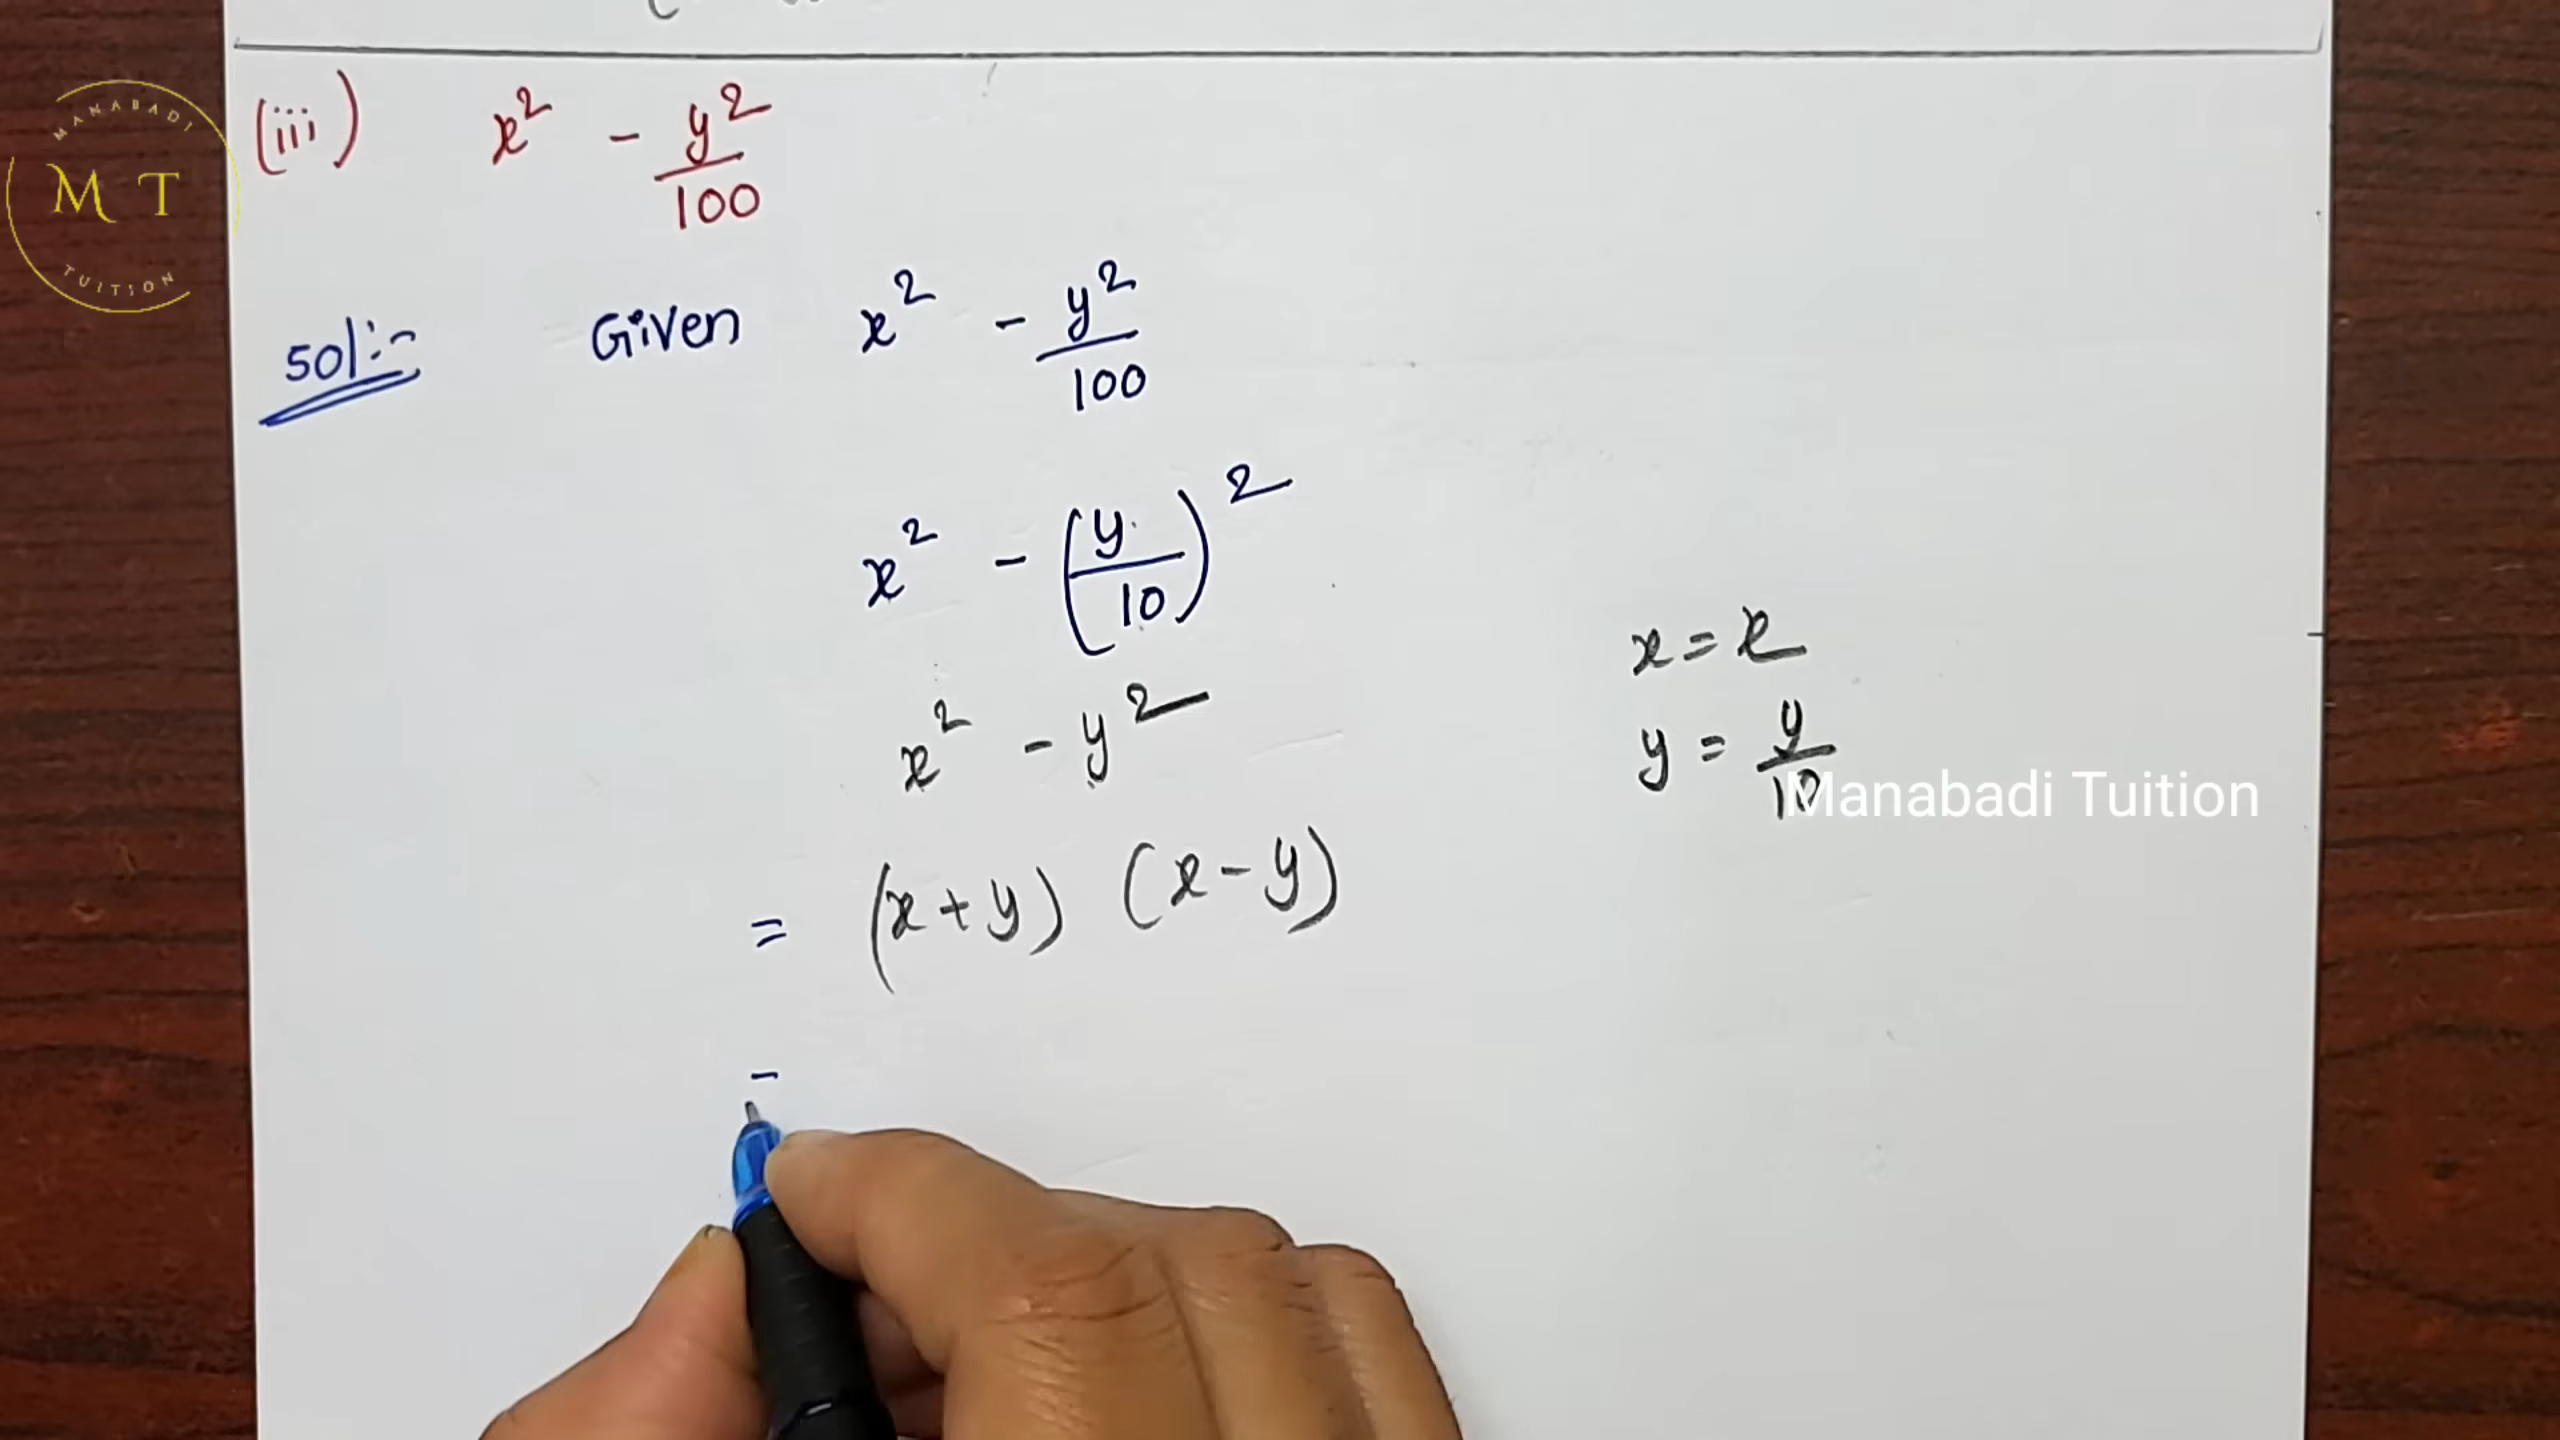 MANABADI
M T
TUITION
(iii) x² - y²/100
Sol:- Given x² - y²/100
x² - (y/10)²
x = x
x² - y²
y = y/10
Manabadi Tuition
= (x+y) (x-y)
-